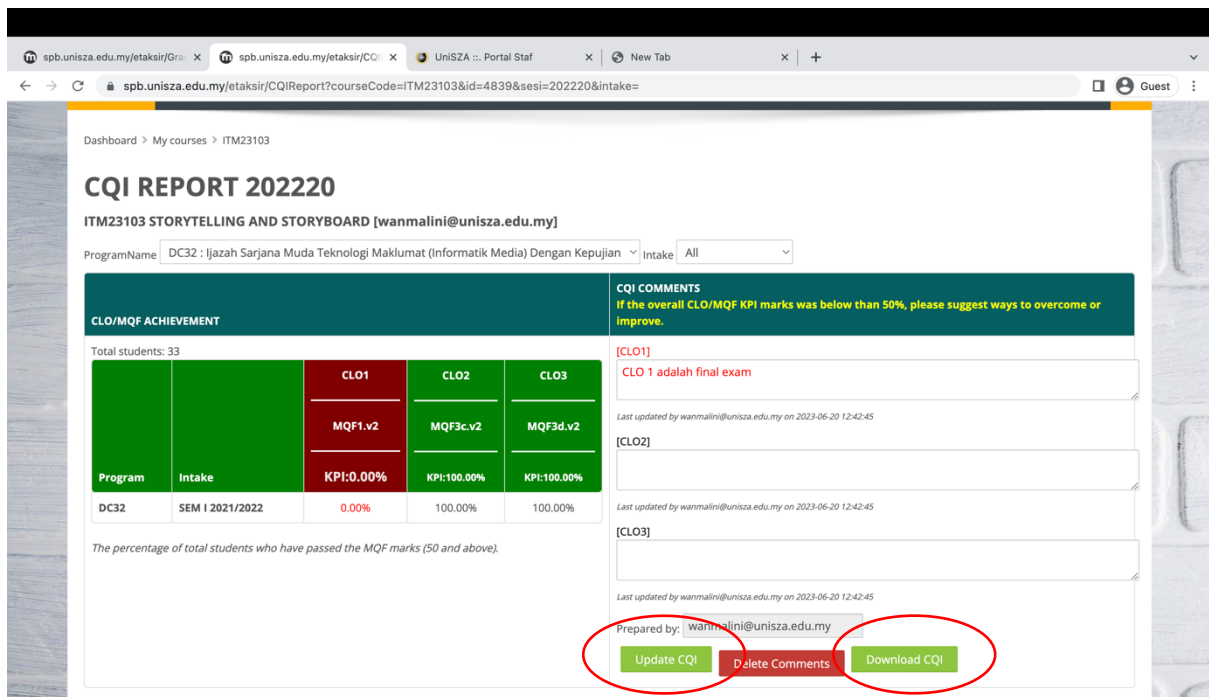 spb.unisza.edu.my/etaksir/Gra
spb.unisza.edu.my/etaksir/CQI
UniSZA ::. Portal Staf
New Tab
spb.unisza.edu.my/etaksir/CQIReport?courseCode=ITM23103&id=4839&sesi=202220&intake=
Guest
Dashboard > My courses > ITM23103
CQI REPORT 202220
ITM23103 STORYTELLING AND STORYBOARD [wanmalini@unisza.edu.my]
ProgramName DC32 : Ijazah Sarjana Muda Teknologi Maklumat (Informatik Media) Dengan Kepujian Intake All
CLO/MQF ACHIEVEMENT
Total students: 33
CLO1 CLO2 CLO3
MQF1.v2 MQF3c.v2 MQF3d.v2
Program Intake KPI:0.00% KPI:100.00% KPI:100.00%
DC32 SEM I 2021/2022 0.00% 100.00% 100.00%
The percentage of total students who have passed the MQF marks (50 and above).
CQI COMMENTS
If the overall CLO/MQF KPI marks was below than 50%, please suggest ways to overcome or
improve.
[CLO1]
CLO 1 adalah final exam
Last updated by wanmalini@unisza.edu.my on 2023-06-20 12:42:45
[CLO2]
Last updated by wanmalini@unisza.edu.my on 2023-06-20 12:42:45
[CLO3]
Last updated by wanmalini@unisza.edu.my on 2023-06-20 12:42:45
Prepared by: wanmalini@unisza.edu.my
Update CQI Delete Comments Download CQI